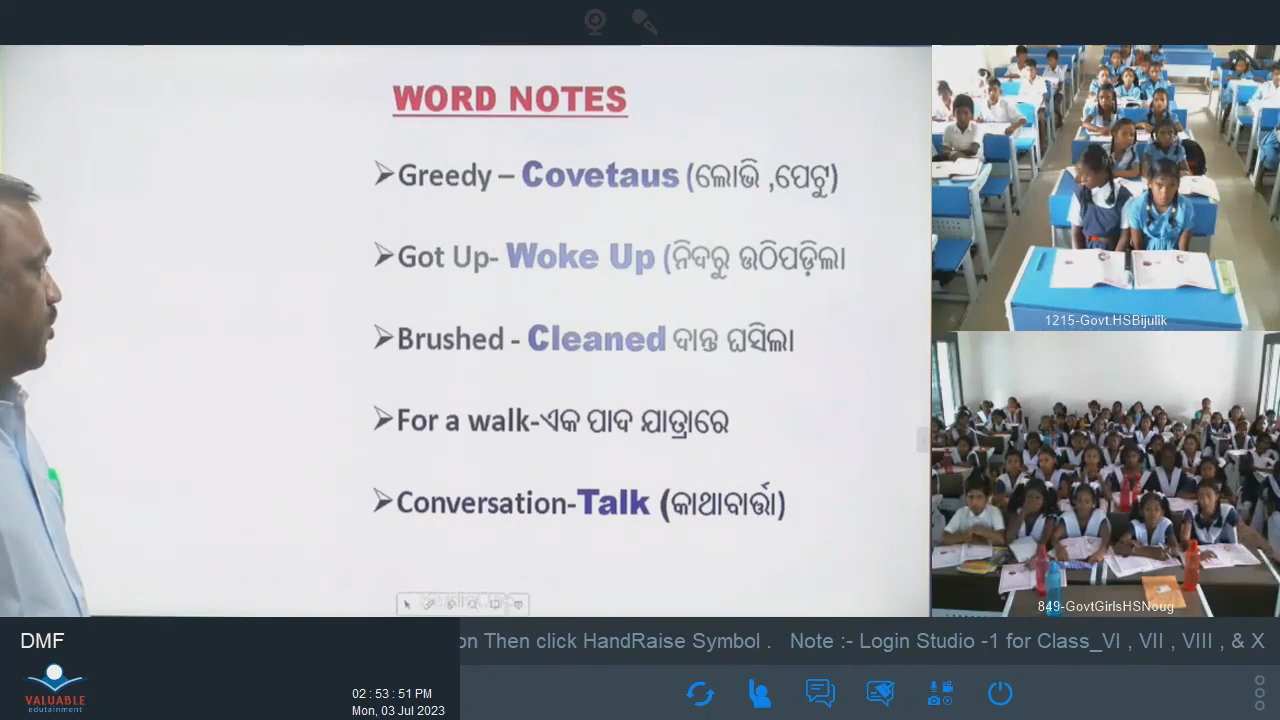 WORD NOTES
Greedy – Covetaus (ଲୋଭି ,ପେଟୁ)
Got Up- Woke Up (ନିଦରୁ ଉଠିପଡ଼ିଲା
Brushed - Cleaned ଦାନ୍ତ ଘସିଲା
For a walk-ଏକ ପାଦ ଯାତ୍ରାରେ
Conversation-Talk (କାଥାବାର୍ତ୍ତା)
1215-Govt.HSBijulik
849-GovtGirlsHSNoug
DMF
on Then click HandRaise Symbol . Note :- Login Studio -1 for Class_VI , VII , VIII , & X
VALUABLE
edutainment
02 : 53 : 51 PM
Mon, 03 Jul 2023